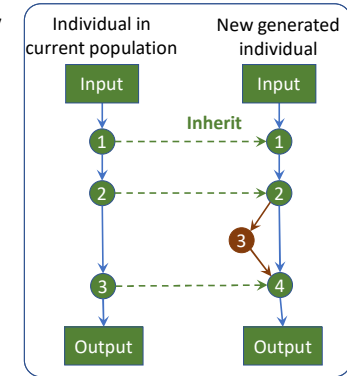 Individual in
current population
New generated
individual
Input
Input
Inherit
1
1
2
2
3
3
4
Output
Output